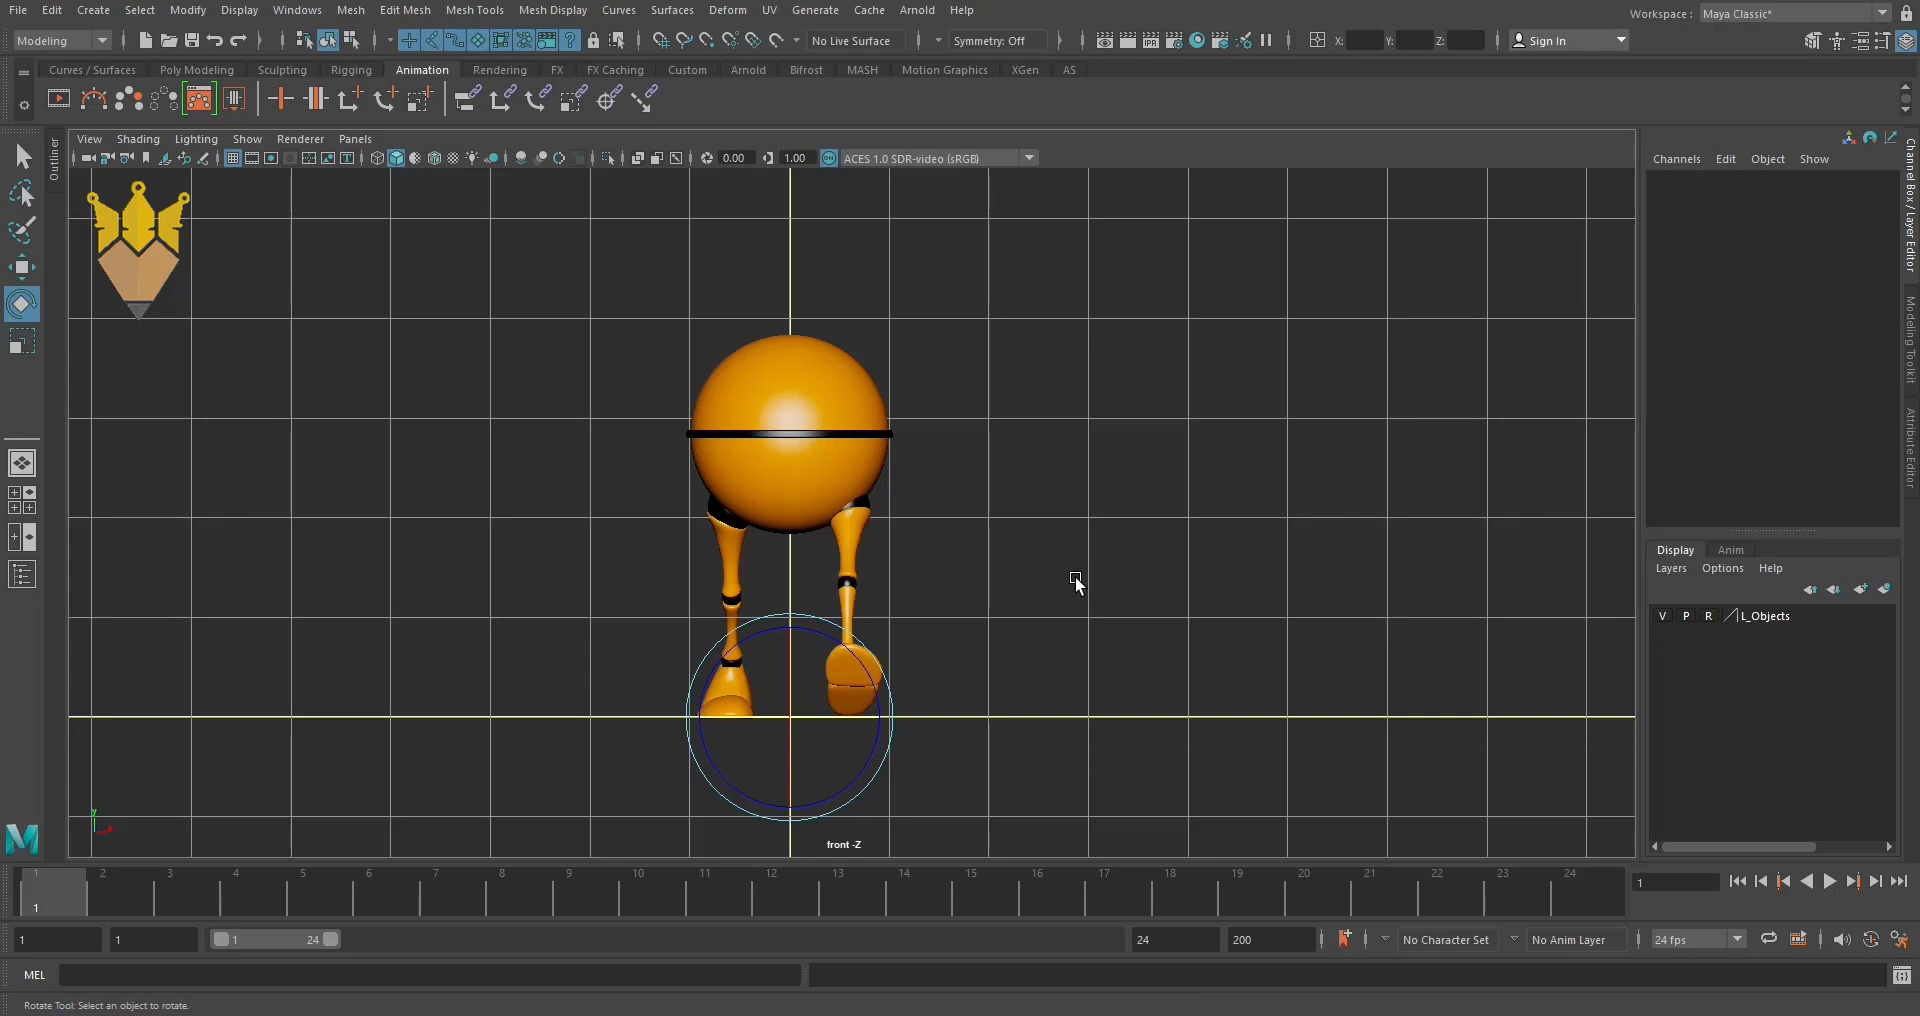 File Edit Create Select Modify Display Windows Mesh Edit Mesh Mesh Tools Mesh Display Curves Surfaces Deform UV Generate Cache Arnold Help
Workspace : Maya Classic*
Modeling No Live Surface Symmetry: Off X: Y: Z: Sign In
Curves / Surfaces Poly Modeling Sculpting Rigging Animation Rendering FX FX Caching Custom Arnold Bifrost MASH Motion Graphics XGen AS
View Shading Lighting Show Renderer Panels
Channels Edit Object Show
IPR
0.00 1.00 ON ACES 1.0 SDR-video (sRGB)
Outliner
Channel Box / Layer Editor
Modeling Toolkit
Attribute Editor
Display Anim
Layers Options Help
V P R L_Objects
y
x
front -Z
M
1 2 3 4 5 6 7 8 9 10 11 12 13 14 15 16 17 18 19 20 21 22 23 24
1
1
1 1 1 24 24 200 No Character Set No Anim Layer 24 fps
MEL
Rotate Tool: Select an object to rotate.